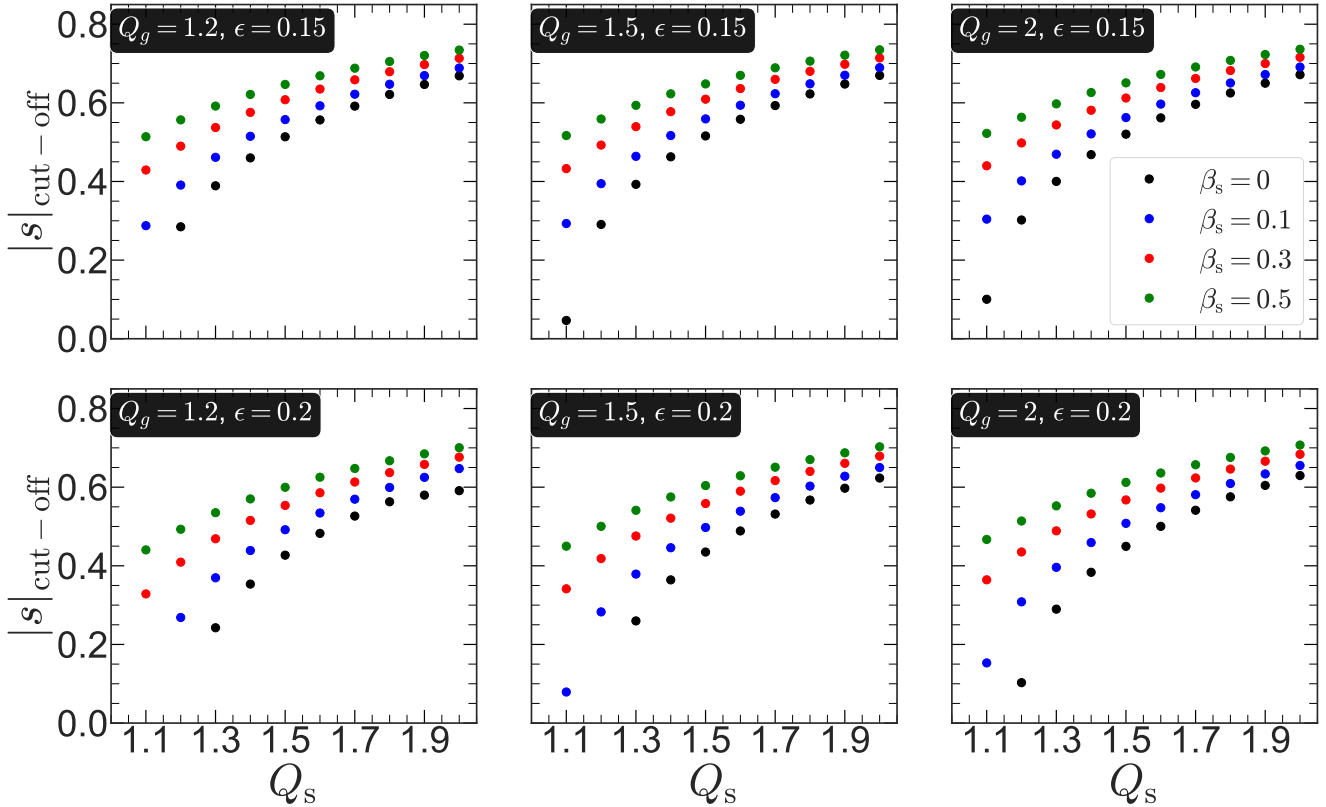 Q_g = 1.2, ϵ = 0.15
Q_g = 1.5, ϵ = 0.15
Q_g = 2, ϵ = 0.15
|s|_cut−off
0.8
0.6
0.4
0.2
0.0
β_s = 0
β_s = 0.1
β_s = 0.3
β_s = 0.5
Q_g = 1.2, ϵ = 0.2
Q_g = 1.5, ϵ = 0.2
Q_g = 2, ϵ = 0.2
|s|_cut−off
0.8
0.6
0.4
0.2
0.0
1.1 1.3 1.5 1.7 1.9
1.1 1.3 1.5 1.7 1.9
1.1 1.3 1.5 1.7 1.9
Q_s
Q_s
Q_s